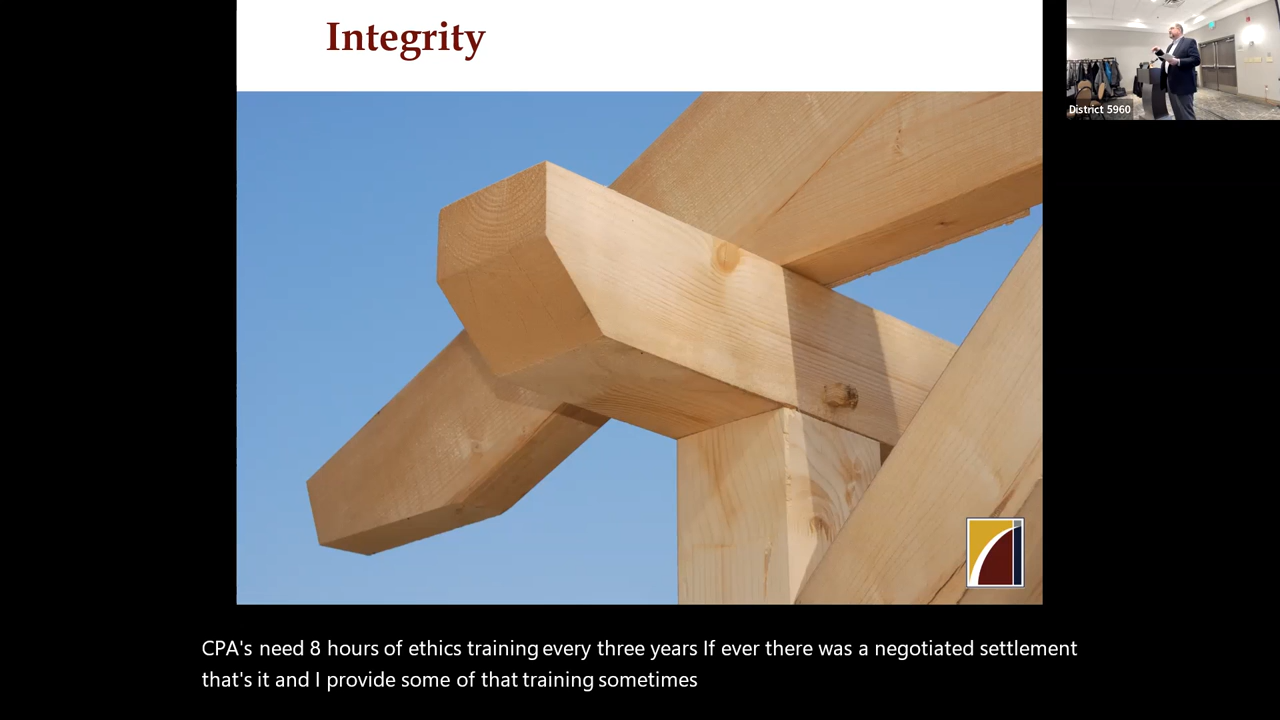 Integrity
District 5960
CPA's need 8 hours of ethics training every three years If ever there was a negotiated settlement
that's it and I provide some of that training sometimes